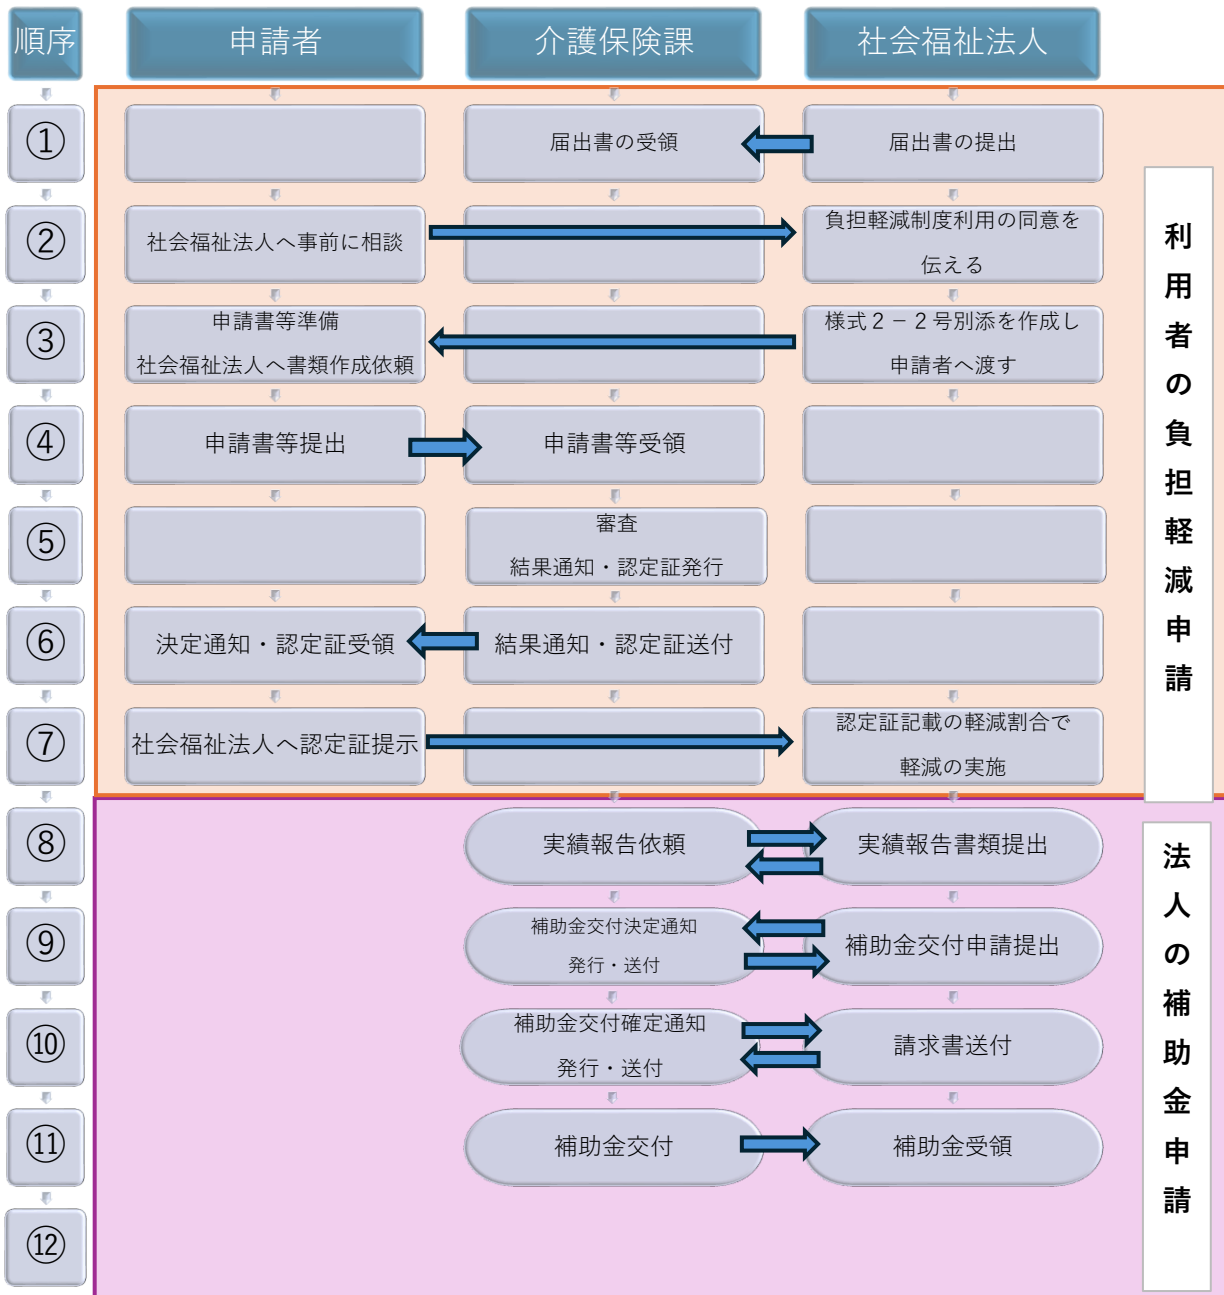 順序
申請者
介護保険課
社会福祉法人
①
届出書の受領
届出書の提出
②
社会福祉法人へ事前に相談
負担軽減制度利用の同意を
伝える
③
申請書等準備
社会福祉法人へ書類作成依頼
様式２－２号別添を作成し
申請者へ渡す
④
申請書等提出
申請書等受領
⑤
審査
結果通知・認定証発行
⑥
決定通知・認定証受領
結果通知・認定証送付
⑦
社会福祉法人へ認定証提示
認定証記載の軽減割合で
軽減の実施
利用者の負担軽減申請
⑧
実績報告依頼
実績報告書類提出
⑨
補助金交付決定通知
発行・送付
補助金交付申請提出
⑩
補助金交付確定通知
発行・送付
請求書送付
⑪
補助金交付
補助金受領
⑫
法人の補助金申請